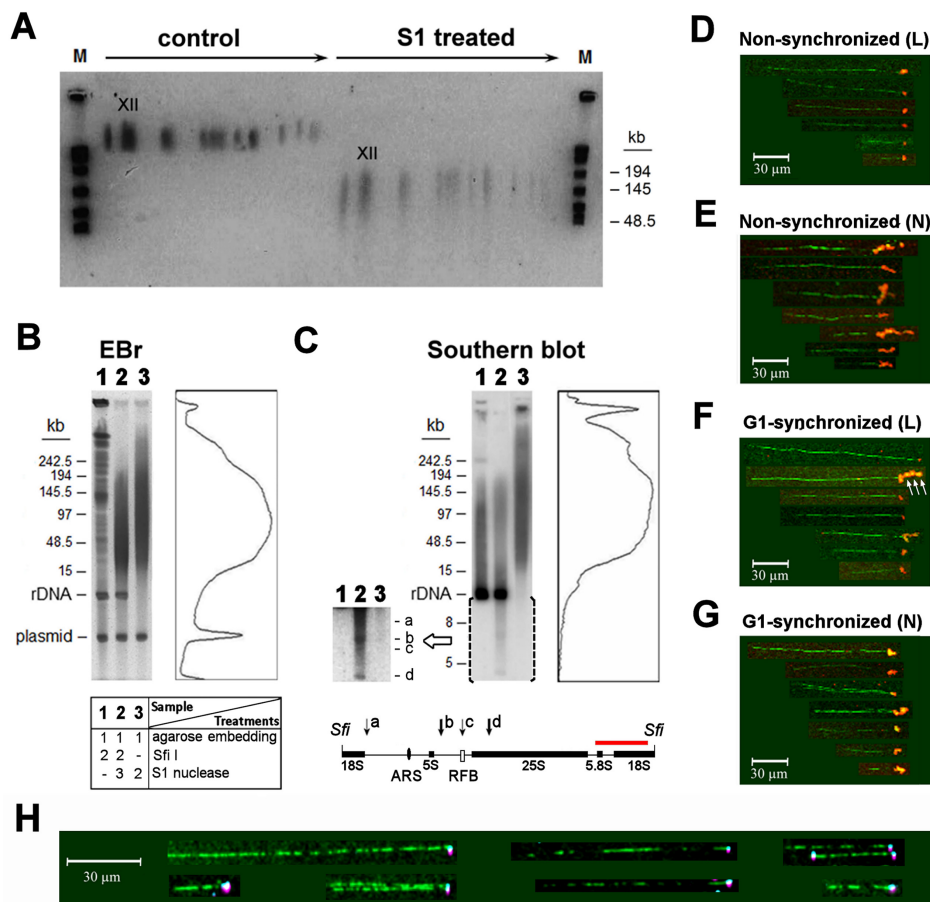 A
control
S1 treated
M
M
XII
XII
kb
194
145
48.5
B
EBr
1 2 3
kb
242.5
194
145.5
97
48.5
15
rDNA
plasmid
1 2 3 Sample
Treatments
1 1 1 agarose embedding
2 2 - Sfi I
- 3 2 S1 nuclease
C
Southern blot
1 2 3
kb
242.5
194
145.5
97
48.5
15
rDNA
8
5
1 2 3
a
b
c
d
Sfi a b c d Sfi
18S ARS 5S RFB 25S 5.8S 18S
D
Non-synchronized (L)
30 µm
E
Non-synchronized (N)
30 µm
F
G1-synchronized (L)
30 µm
G
G1-synchronized (N)
30 µm
H
30 µm